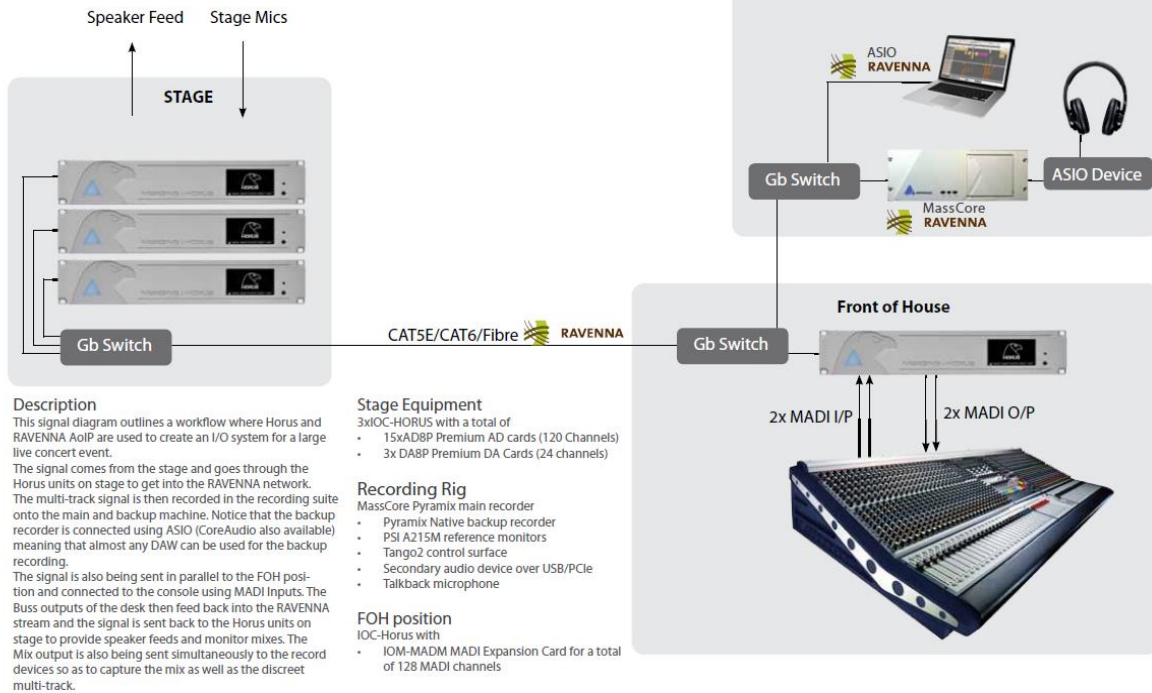 Speaker Feed
Stage Mics
STAGE
Gb Switch
CAT5E/CAT6/Fibre
RAVENNA
ASIO
RAVENNA
Gb Switch
ASIO Device
MassCore
RAVENNA
Front of House
Gb Switch
2x MADI I/P
2x MADI O/P
Description
This signal diagram outlines a workflow where Horus and
RAVENNA AoIP are used to create an I/O system for a large
live concert event.
The signal comes from the stage and goes through the
Horus units on stage to get into the RAVENNA network.
The multi-track signal is then recorded in the recording suite
onto the main and backup machine. Notice that the backup
recorder is connected using ASIO (CoreAudio also available)
meaning that almost any DAW can be used for the backup
recording.
The signal is also being sent in parallel to the FOH posi-
tion and connected to the console using MADI Inputs. The
Buss outputs of the desk then feed back into the RAVENNA
stream and the signal is sent back to the Horus units on
stage to provide speaker feeds and monitor mixes. The
Mix output is also being sent simultaneously to the record
devices so as to capture the mix as well as the discreet
multi-track.
Stage Equipment
3xIOC-HORUS with a total of
• 15xAD8P Premium AD cards (120 Channels)
• 3x DA8P Premium DA Cards (24 channels)
Recording Rig
MassCore Pyramix main recorder
• Pyramix Native backup recorder
• PSI A215M reference monitors
• Tango2 control surface
• Secondary audio device over USB/PCIe
• Talkback microphone
FOH position
IOC-Horus with
• IOM-MADM MADI Expansion Card for a total
of 128 MADI channels